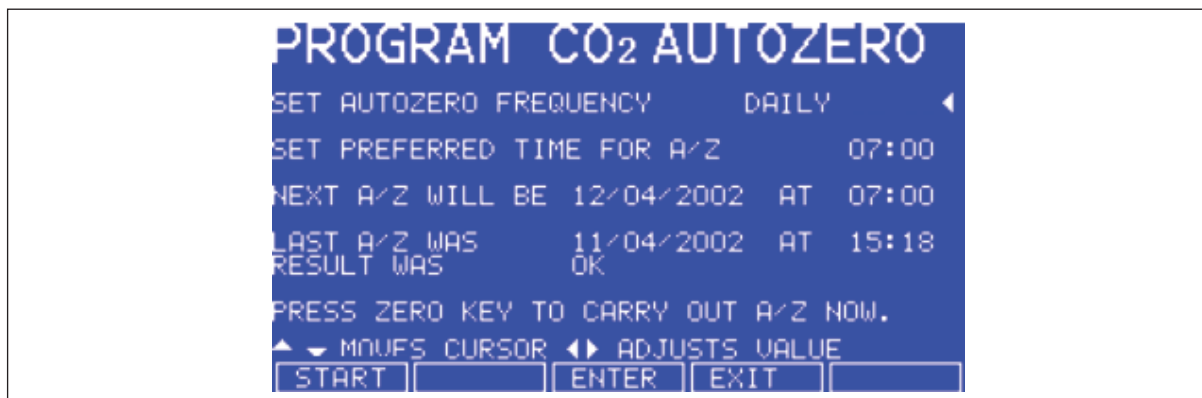 PROGRAM CO₂ AUTOZERO
SET AUTOZERO FREQUENCY DAILY ◀
SET PREFERRED TIME FOR A/Z 07:00
NEXT A/Z WILL BE 12/04/2002 AT 07:00
LAST A/Z WAS 11/04/2002 AT 15:18
RESULT WAS OK
PRESS ZERO KEY TO CARRY OUT A/Z NOW.
▲ ▼ MOVES CURSOR ◀▶ ADJUSTS VALUE
START ENTER EXIT